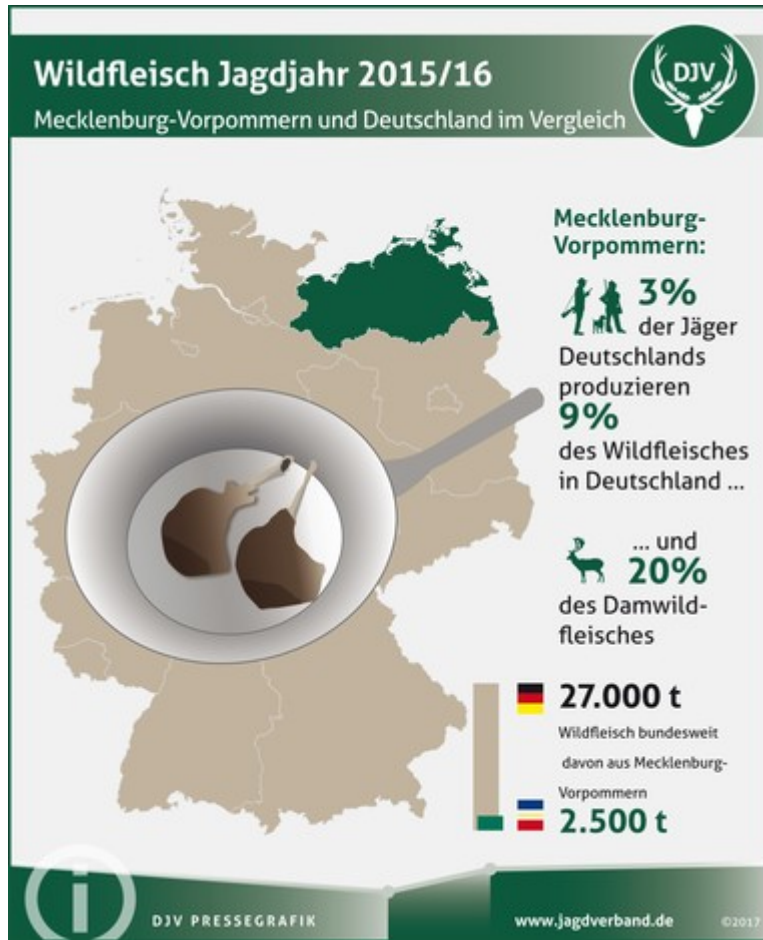 Wildfleisch Jagdjahr 2015/16
Mecklenburg-Vorpommern und Deutschland im Vergleich
DJV
Mecklenburg-
Vorpommern:
3%
der Jäger
Deutschlands
produzieren
9%
des Wildfleisches
in Deutschland ...
... und
20%
des Damwild-
fleisches
27.000 t
Wildfleisch bundesweit
davon aus Mecklenburg-
Vorpommern
2.500 t
i
DJV PRESSEGRAFIK
www.jagdverband.de
©2017